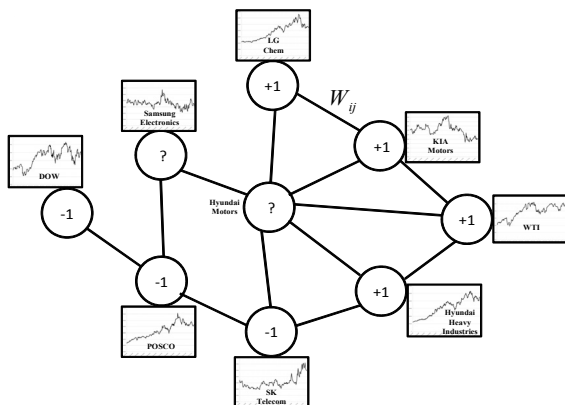 LG
Chem
+1
W_{ij}
Samsung
Electronics
?
+1
KIA
Motors
DOW
-1
Hyundai
Motors
?
+1
WTI
-1
POSCO
+1
Hyundai
Heavy
Industries
-1
SK
Telecom